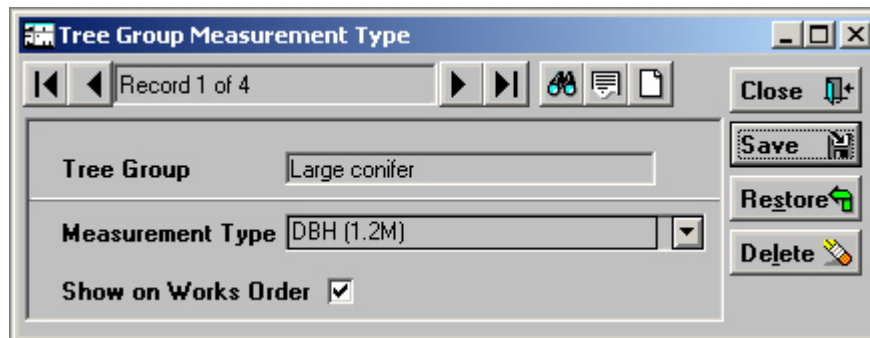 Tree Group Measurement Type
Record 1 of 4
Close
Save
Tree Group Large conifer
Restore
Measurement Type DBH (1.2M)
Delete
Show on Works Order